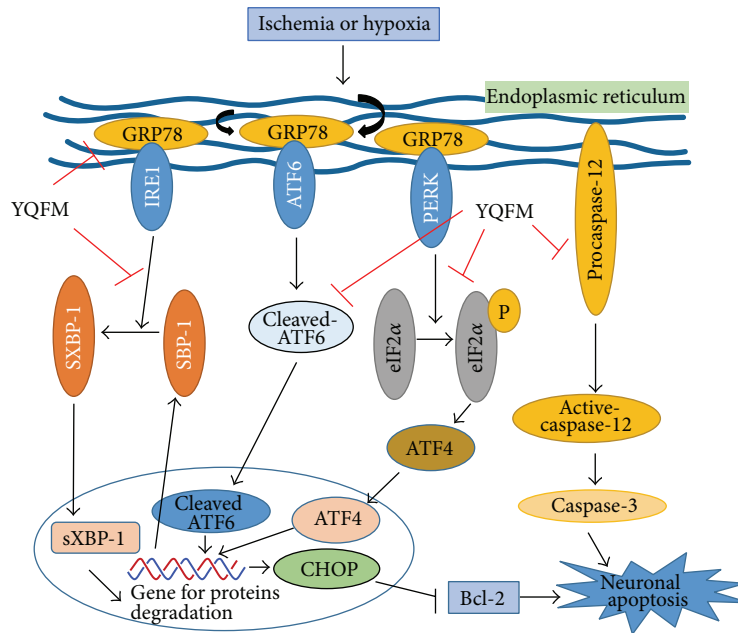 Ischemia or hypoxia
Endoplasmic reticulum
GRP78
GRP78
GRP78
IRE1
ATF6
PERK
Procaspase-12
YQFM
YQFM
SXBP-1
SBP-1
Cleaved-
ATF6
eIF2α
eIF2α
P
Active-
caspase-12
ATF4
Cleaved
ATF6
ATF4
Caspase-3
sXBP-1
CHOP
Gene for proteins
degradation
Bcl-2
Neuronal
apoptosis